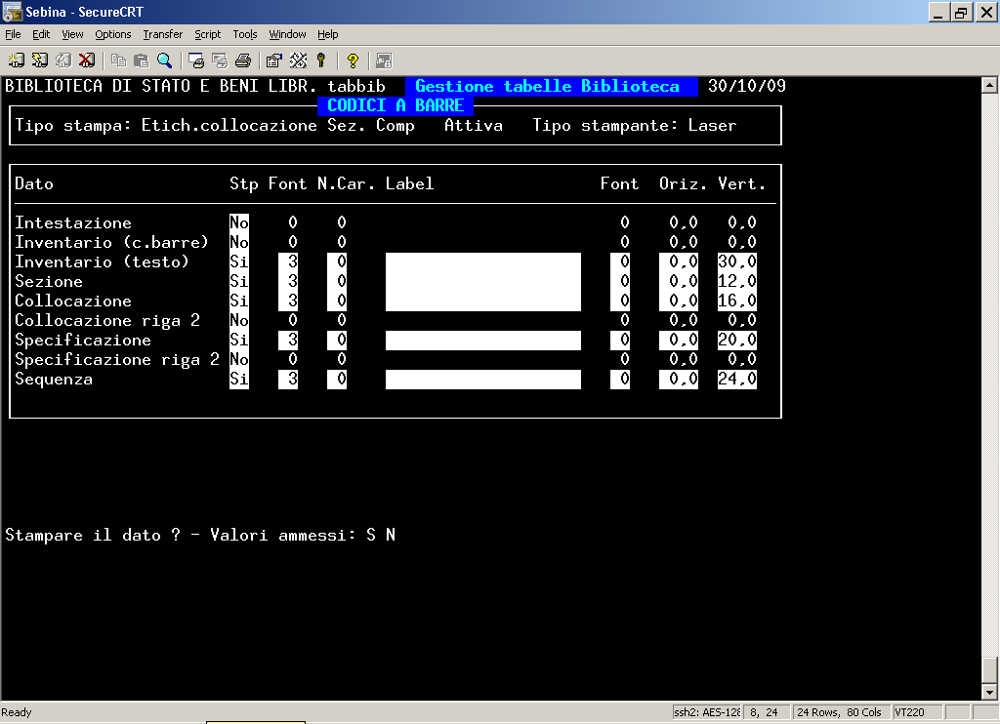 Sebina - SecureCRT
File Edit View Options Transfer Script Tools Window Help
BIBLIOTECA DI STATO E BENI LIBR. tabbib Gestione tabelle Biblioteca 30/10/09
CODICI A BARRE
Tipo stampa: Etich.collocazione Sez. Comp Attiva Tipo stampante: Laser
Dato Stp Font N.Car. Label Font Oriz. Vert.
Intestazione No 0 0 0 0,0 0,0
Inventario (c.barre) No 0 0 0 0,0 0,0
Inventario (testo) Si 3 0 0 0,0 30,0
Sezione Si 3 0 0 0,0 12,0
Collocazione Si 3 0 0 0,0 16,0
Collocazione riga 2 No 0 0 0 0,0 0,0
Specificazione Si 3 0 0 0,0 20,0
Specificazione riga 2 No 0 0 0 0,0 0,0
Sequenza Si 3 0 0 0,0 24,0
Stampare il dato ? - Valori ammessi: S N
Ready ssh2: AES-128 8, 24 24 Rows, 80 Cols VT220